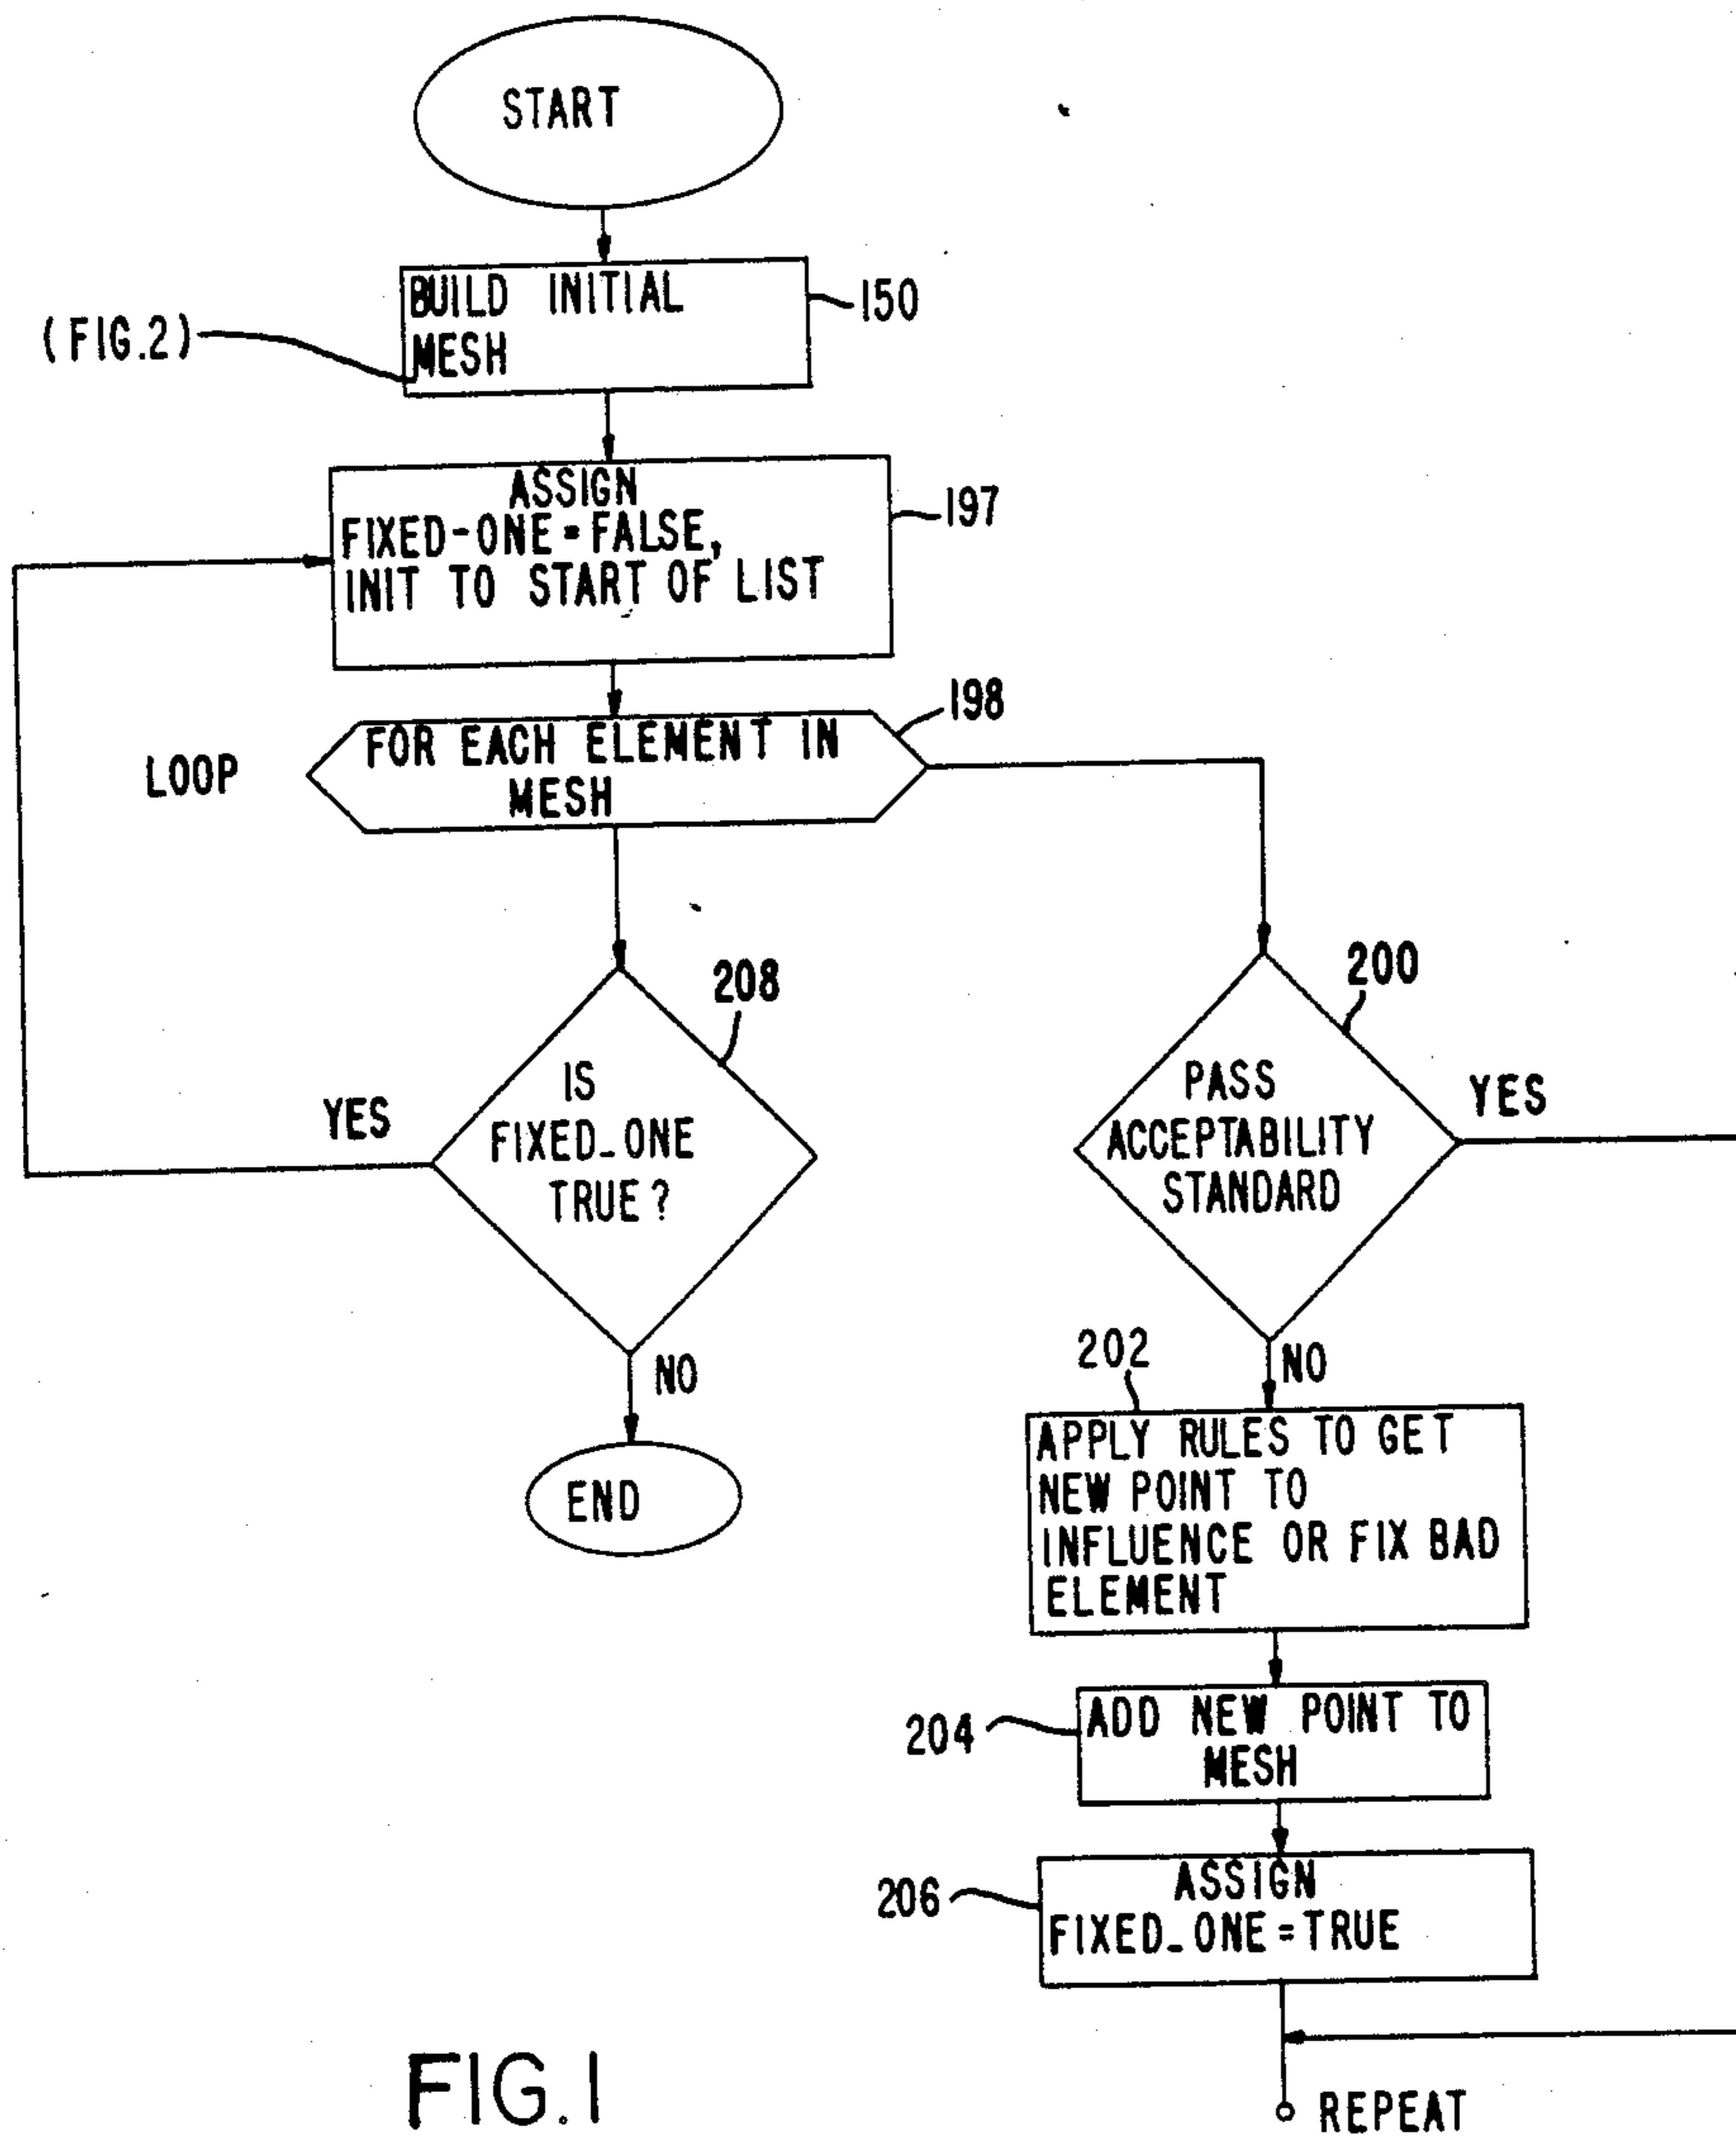 START
BUILD INITIAL
MESH
150
(FIG.2)
ASSIGN
FIXED-ONE=FALSE,
INIT TO START OF LIST
197
LOOP
FOR EACH ELEMENT IN
MESH
198
208
IS
FIXED_ONE
TRUE?
YES
NO
END
200
PASS
ACCEPTABILITY
STANDARD
YES
NO
202
APPLY RULES TO GET
NEW POINT TO
INFLUENCE OR FIX BAD
ELEMENT
204
ADD NEW POINT TO
MESH
206
ASSIGN
FIXED_ONE=TRUE
REPEAT
FIG.1